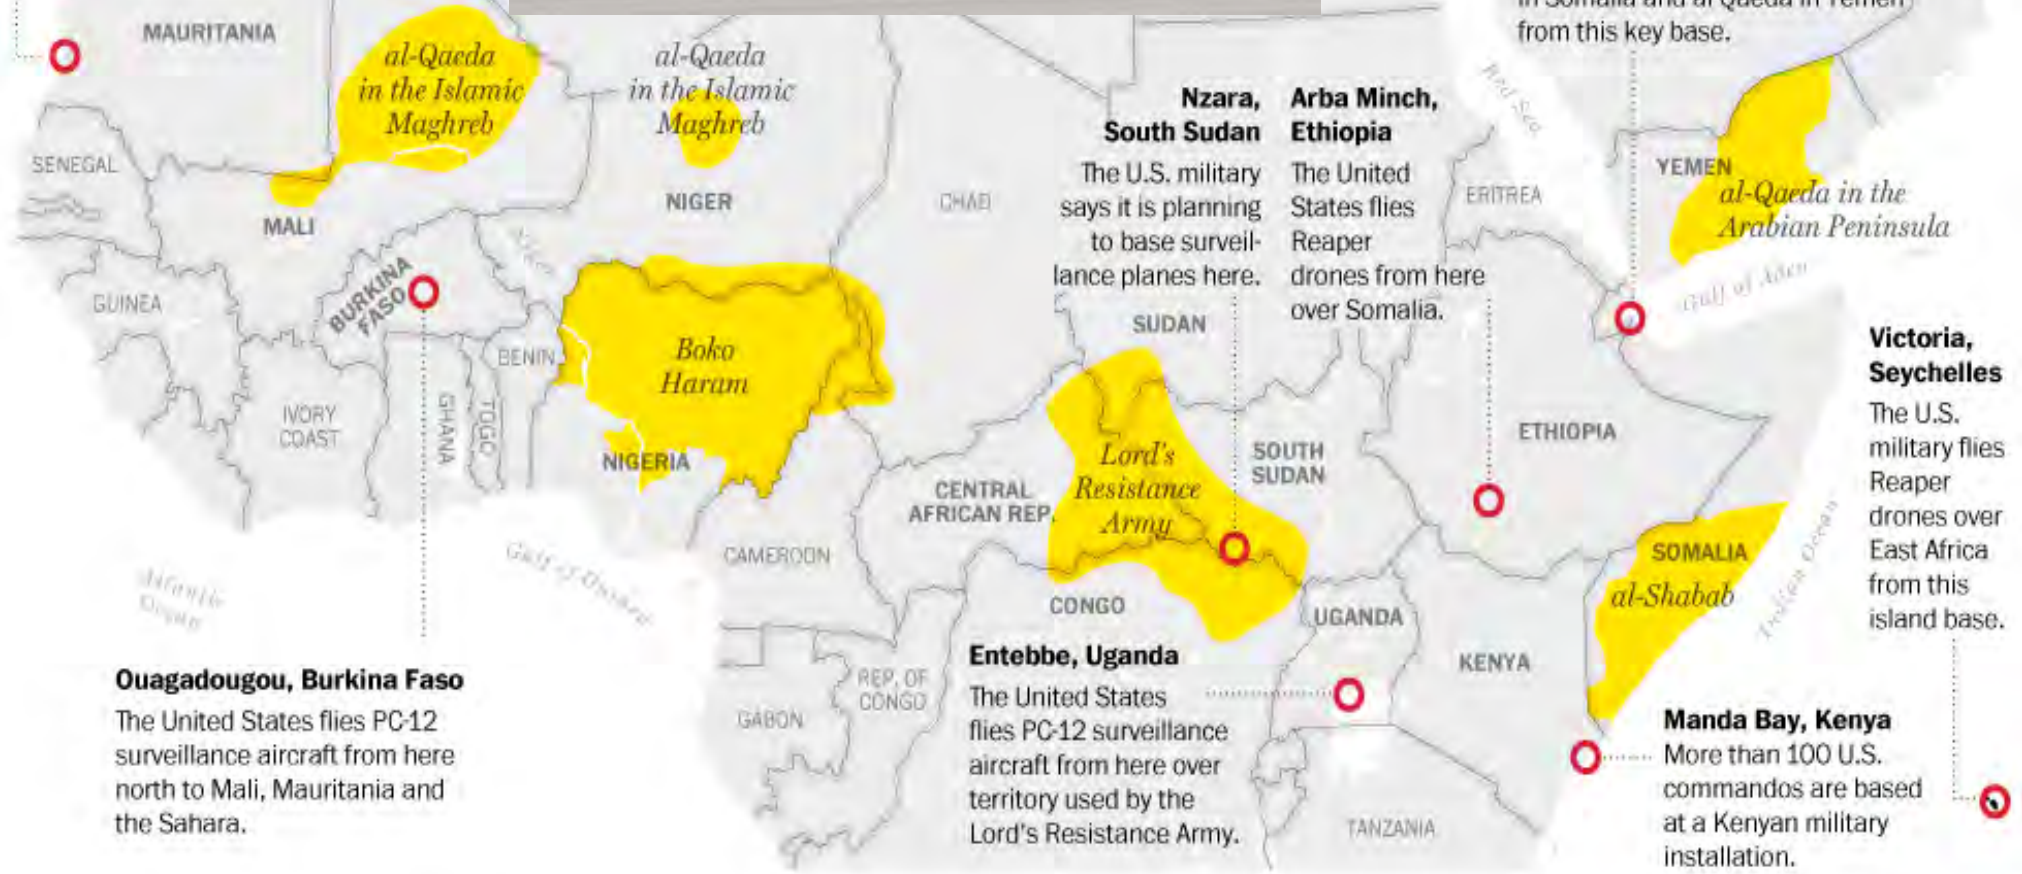 in Somalia and al Qaeda in Yemen
from this key base.
MAURITANIA
al-Qaeda
in the Islamic
Maghreb
al-Qaeda
in the Islamic
Maghreb
Red Sea
Nzara,
South Sudan
The U.S. military
says it is planning
to base surveil-
lance planes here.
Arba Minch,
Ethiopia
The United
States flies
Reaper
drones from here
over Somalia.
SENEGAL
MALI
NIGER
CHAD
ERITREA
YEMEN
al-Qaeda in the
Arabian Peninsula
Niger
Gulf of Aden
GUINEA
BURKINA
FASO
BENIN
Boko
Haram
SUDAN
Victoria,
Seychelles
The U.S.
military flies
Reaper
drones over
East Africa
from this
island base.
IVORY
COAST
GHANA
TOGO
NIGERIA
Lord's
Resistance
Army
SOUTH
SUDAN
ETHIOPIA
CENTRAL
AFRICAN REP.
CAMEROON
SOMALIA
al-Shabab
Indian Ocean
Atlantic
Ocean
Gulf of Guinea
CONGO
UGANDA
KENYA
Ouagadougou, Burkina Faso
The United States flies PC-12
surveillance aircraft from here
north to Mali, Mauritania and
the Sahara.
GABON
REP. OF
CONGO
Entebbe, Uganda
The United States
flies PC-12 surveillance
aircraft from here over
territory used by the
Lord's Resistance Army.
TANZANIA
Manda Bay, Kenya
More than 100 U.S.
commandos are based
at a Kenyan military
installation.